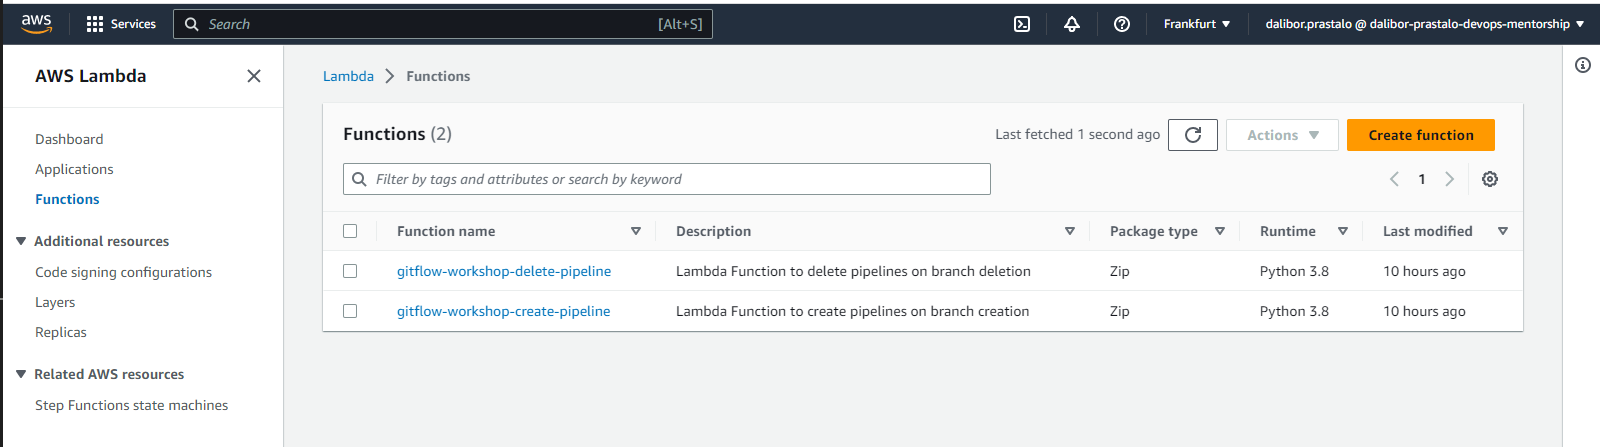 aws Services Search [Alt+S] Frankfurt dalibor.prastalo @ dalibor-prastalo-devops-mentorship
AWS Lambda
Dashboard
Applications
Functions
Additional resources
Code signing configurations
Layers
Replicas
Related AWS resources
Step Functions state machines
Lambda Functions
Functions (2) Last fetched 1 second ago Actions Create function
Filter by tags and attributes or search by keyword 1
Function name Description Package type Runtime Last modified
gitflow-workshop-delete-pipeline Lambda Function to delete pipelines on branch deletion Zip Python 3.8 10 hours ago
gitflow-workshop-create-pipeline Lambda Function to create pipelines on branch creation Zip Python 3.8 10 hours ago